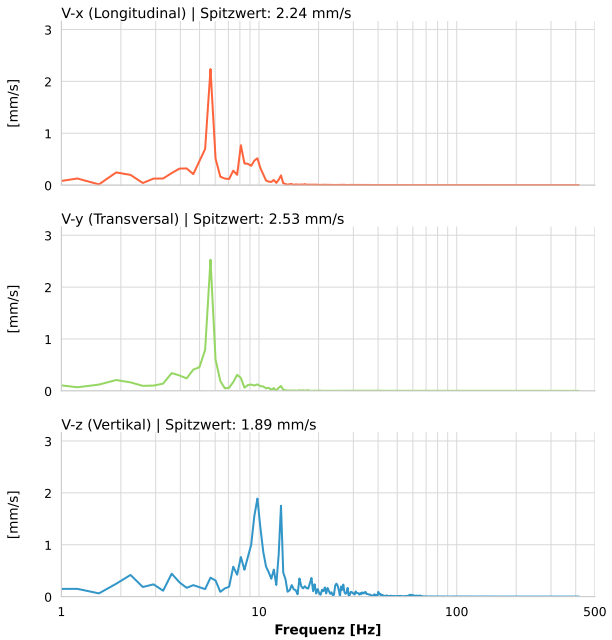 V-x (Longitudinal) | Spitzwert: 2.24 mm/s
3
2
1
0
[mm/s]
V-y (Transversal) | Spitzwert: 2.53 mm/s
3
2
1
0
[mm/s]
V-z (Vertikal) | Spitzwert: 1.89 mm/s
3
2
1
0
[mm/s]
1 10 100 500
Frequenz [Hz]